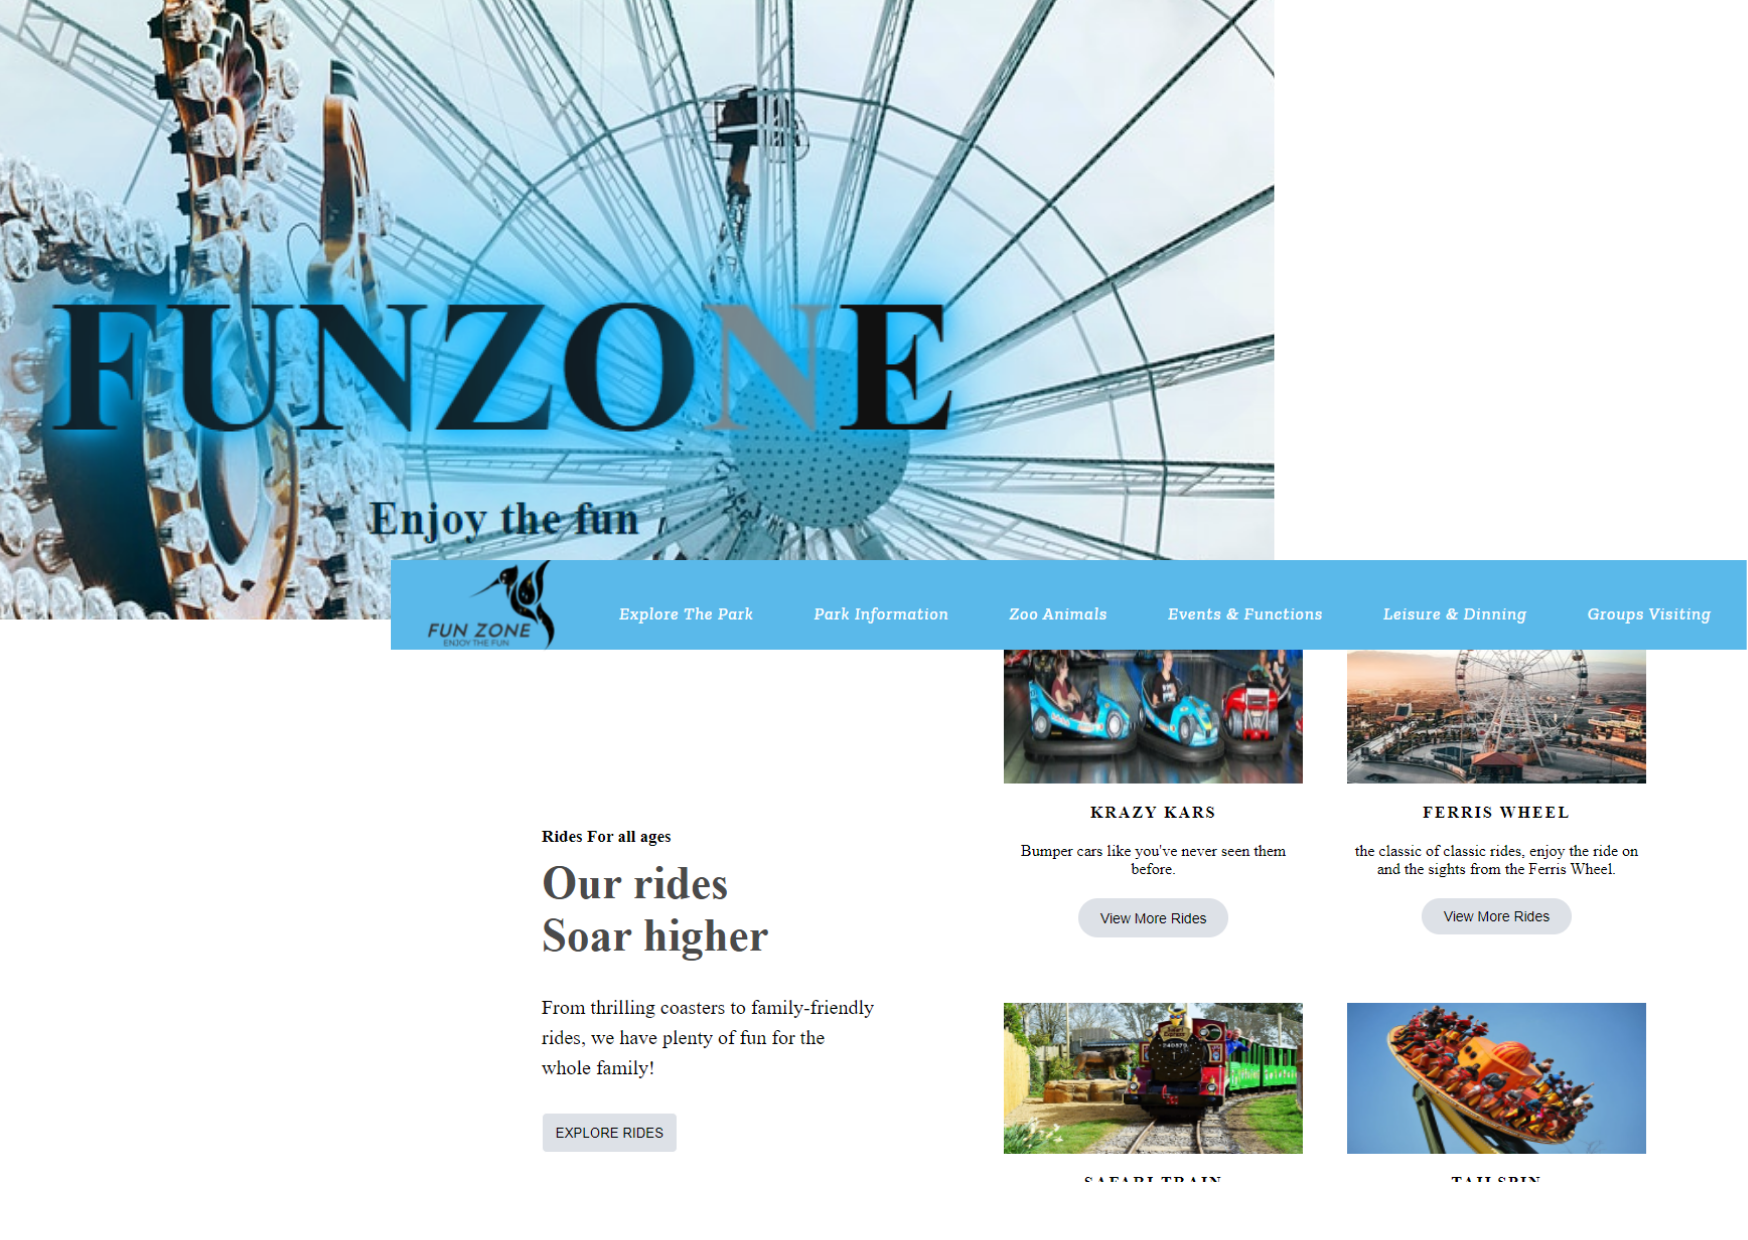 FUNZONE
Enjoy the fun
FUN ZONE
ENJOY THE FUN
Explore The Park
Park Information
Zoo Animals
Events & Functions
Leisure & Dinning
Groups Visiting
Rides For all ages
Our rides
Soar higher
From thrilling coasters to family-friendly
rides, we have plenty of fun for the
whole family!
EXPLORE RIDES
KRAZY KARS
Bumper cars like you've never seen them
before.
View More Rides
FERRIS WHEEL
the classic of classic rides, enjoy the ride on
and the sights from the Ferris Wheel.
View More Rides
SAFARI TRAIN
TAILSPIN